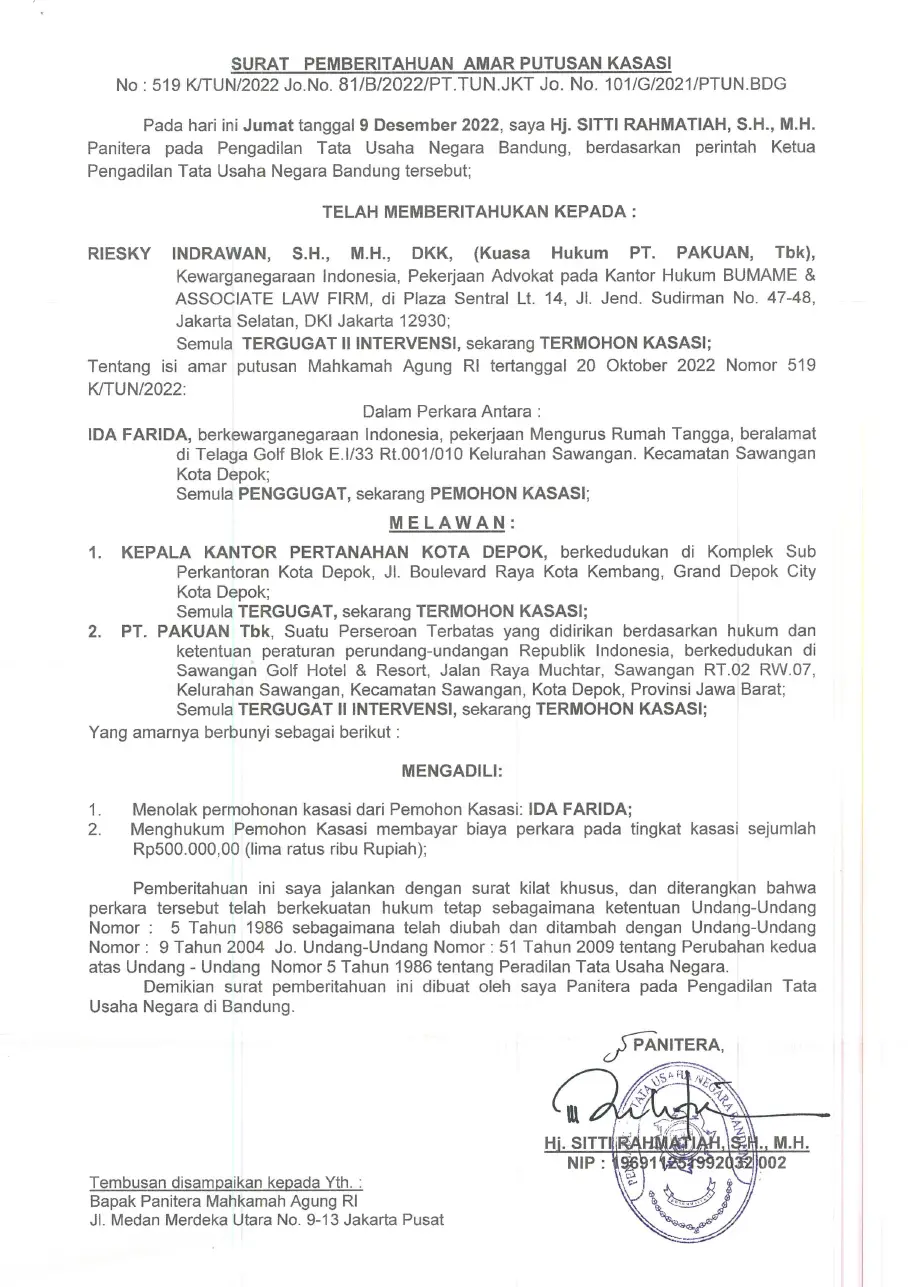 SURAT PEMBERITAHUAN AMAR PUTUSAN KASASI
No : 519 K/TUN/2022 Jo.No. 81/B/2022/PT.TUN.JKT Jo. No. 101/G/2021/PTUN.BDG
Pada hari ini Jumat tanggal 9 Desember 2022, saya Hj. SITTI RAHMATIAH, S.H., M.H.
Panitera pada Pengadilan Tata Usaha Negara Bandung, berdasarkan perintah Ketua
Pengadilan Tata Usaha Negara Bandung tersebut;
TELAH MEMBERITAHUKAN KEPADA :
RIESKY INDRAWAN, S.H., M.H., DKK, (Kuasa Hukum PT. PAKUAN, Tbk),
Kewarganegaraan Indonesia, Pekerjaan Advokat pada Kantor Hukum BUMAME &
ASSOCIATE LAW FIRM, di Plaza Sentral Lt. 14, Jl. Jend. Sudirman No. 47-48,
Jakarta Selatan, DKI Jakarta 12930;
Semula TERGUGAT II INTERVENSI, sekarang TERMOHON KASASI;
Tentang isi amar putusan Mahkamah Agung RI tertanggal 20 Oktober 2022 Nomor 519
K/TUN/2022:
Dalam Perkara Antara :
IDA FARIDA, berkewarganegaraan Indonesia, pekerjaan Mengurus Rumah Tangga, beralamat
di Telaga Golf Blok E.I/33 Rt.001/010 Kelurahan Sawangan. Kecamatan Sawangan
Kota Depok;
Semula PENGGUGAT, sekarang PEMOHON KASASI;
MELAWAN :
1. KEPALA KANTOR PERTANAHAN KOTA DEPOK, berkedudukan di Komplek Sub
Perkantoran Kota Depok, Jl. Boulevard Raya Kota Kembang, Grand Depok City
Kota Depok;
Semula TERGUGAT, sekarang TERMOHON KASASI;
2. PT. PAKUAN Tbk, Suatu Perseroan Terbatas yang didirikan berdasarkan hukum dan
ketentuan peraturan perundang-undangan Republik Indonesia, berkedudukan di
Sawangan Golf Hotel & Resort, Jalan Raya Muchtar, Sawangan RT.02 RW.07,
Kelurahan Sawangan, Kecamatan Sawangan, Kota Depok, Provinsi Jawa Barat;
Semula TERGUGAT II INTERVENSI, sekarang TERMOHON KASASI;
Yang amarnya berbunyi sebagai berikut :
MENGADILI:
1. Menolak permohonan kasasi dari Pemohon Kasasi: IDA FARIDA;
2. Menghukum Pemohon Kasasi membayar biaya perkara pada tingkat kasasi sejumlah
Rp500.000,00 (lima ratus ribu Rupiah);
Pemberitahuan ini saya jalankan dengan surat kilat khusus, dan diterangkan bahwa
perkara tersebut telah berkekuatan hukum tetap sebagaimana ketentuan Undang-Undang
Nomor : 5 Tahun 1986 sebagaimana telah diubah dan ditambah dengan Undang-Undang
Nomor : 9 Tahun 2004 Jo. Undang-Undang Nomor : 51 Tahun 2009 tentang Perubahan kedua
atas Undang - Undang Nomor 5 Tahun 1986 tentang Peradilan Tata Usaha Negara.
Demikian surat pemberitahuan ini dibuat oleh saya Panitera pada Pengadilan Tata
Usaha Negara di Bandung.
PANITERA,
TATA USAHA NEGARA BANDUNG
Hj. SITTI RAHMATIAH, S.H., M.H.
NIP : 19691125 199203 2 002
Tembusan disampaikan kepada Yth. :
Bapak Panitera Mahkamah Agung RI
Jl. Medan Merdeka Utara No. 9-13 Jakarta Pusat